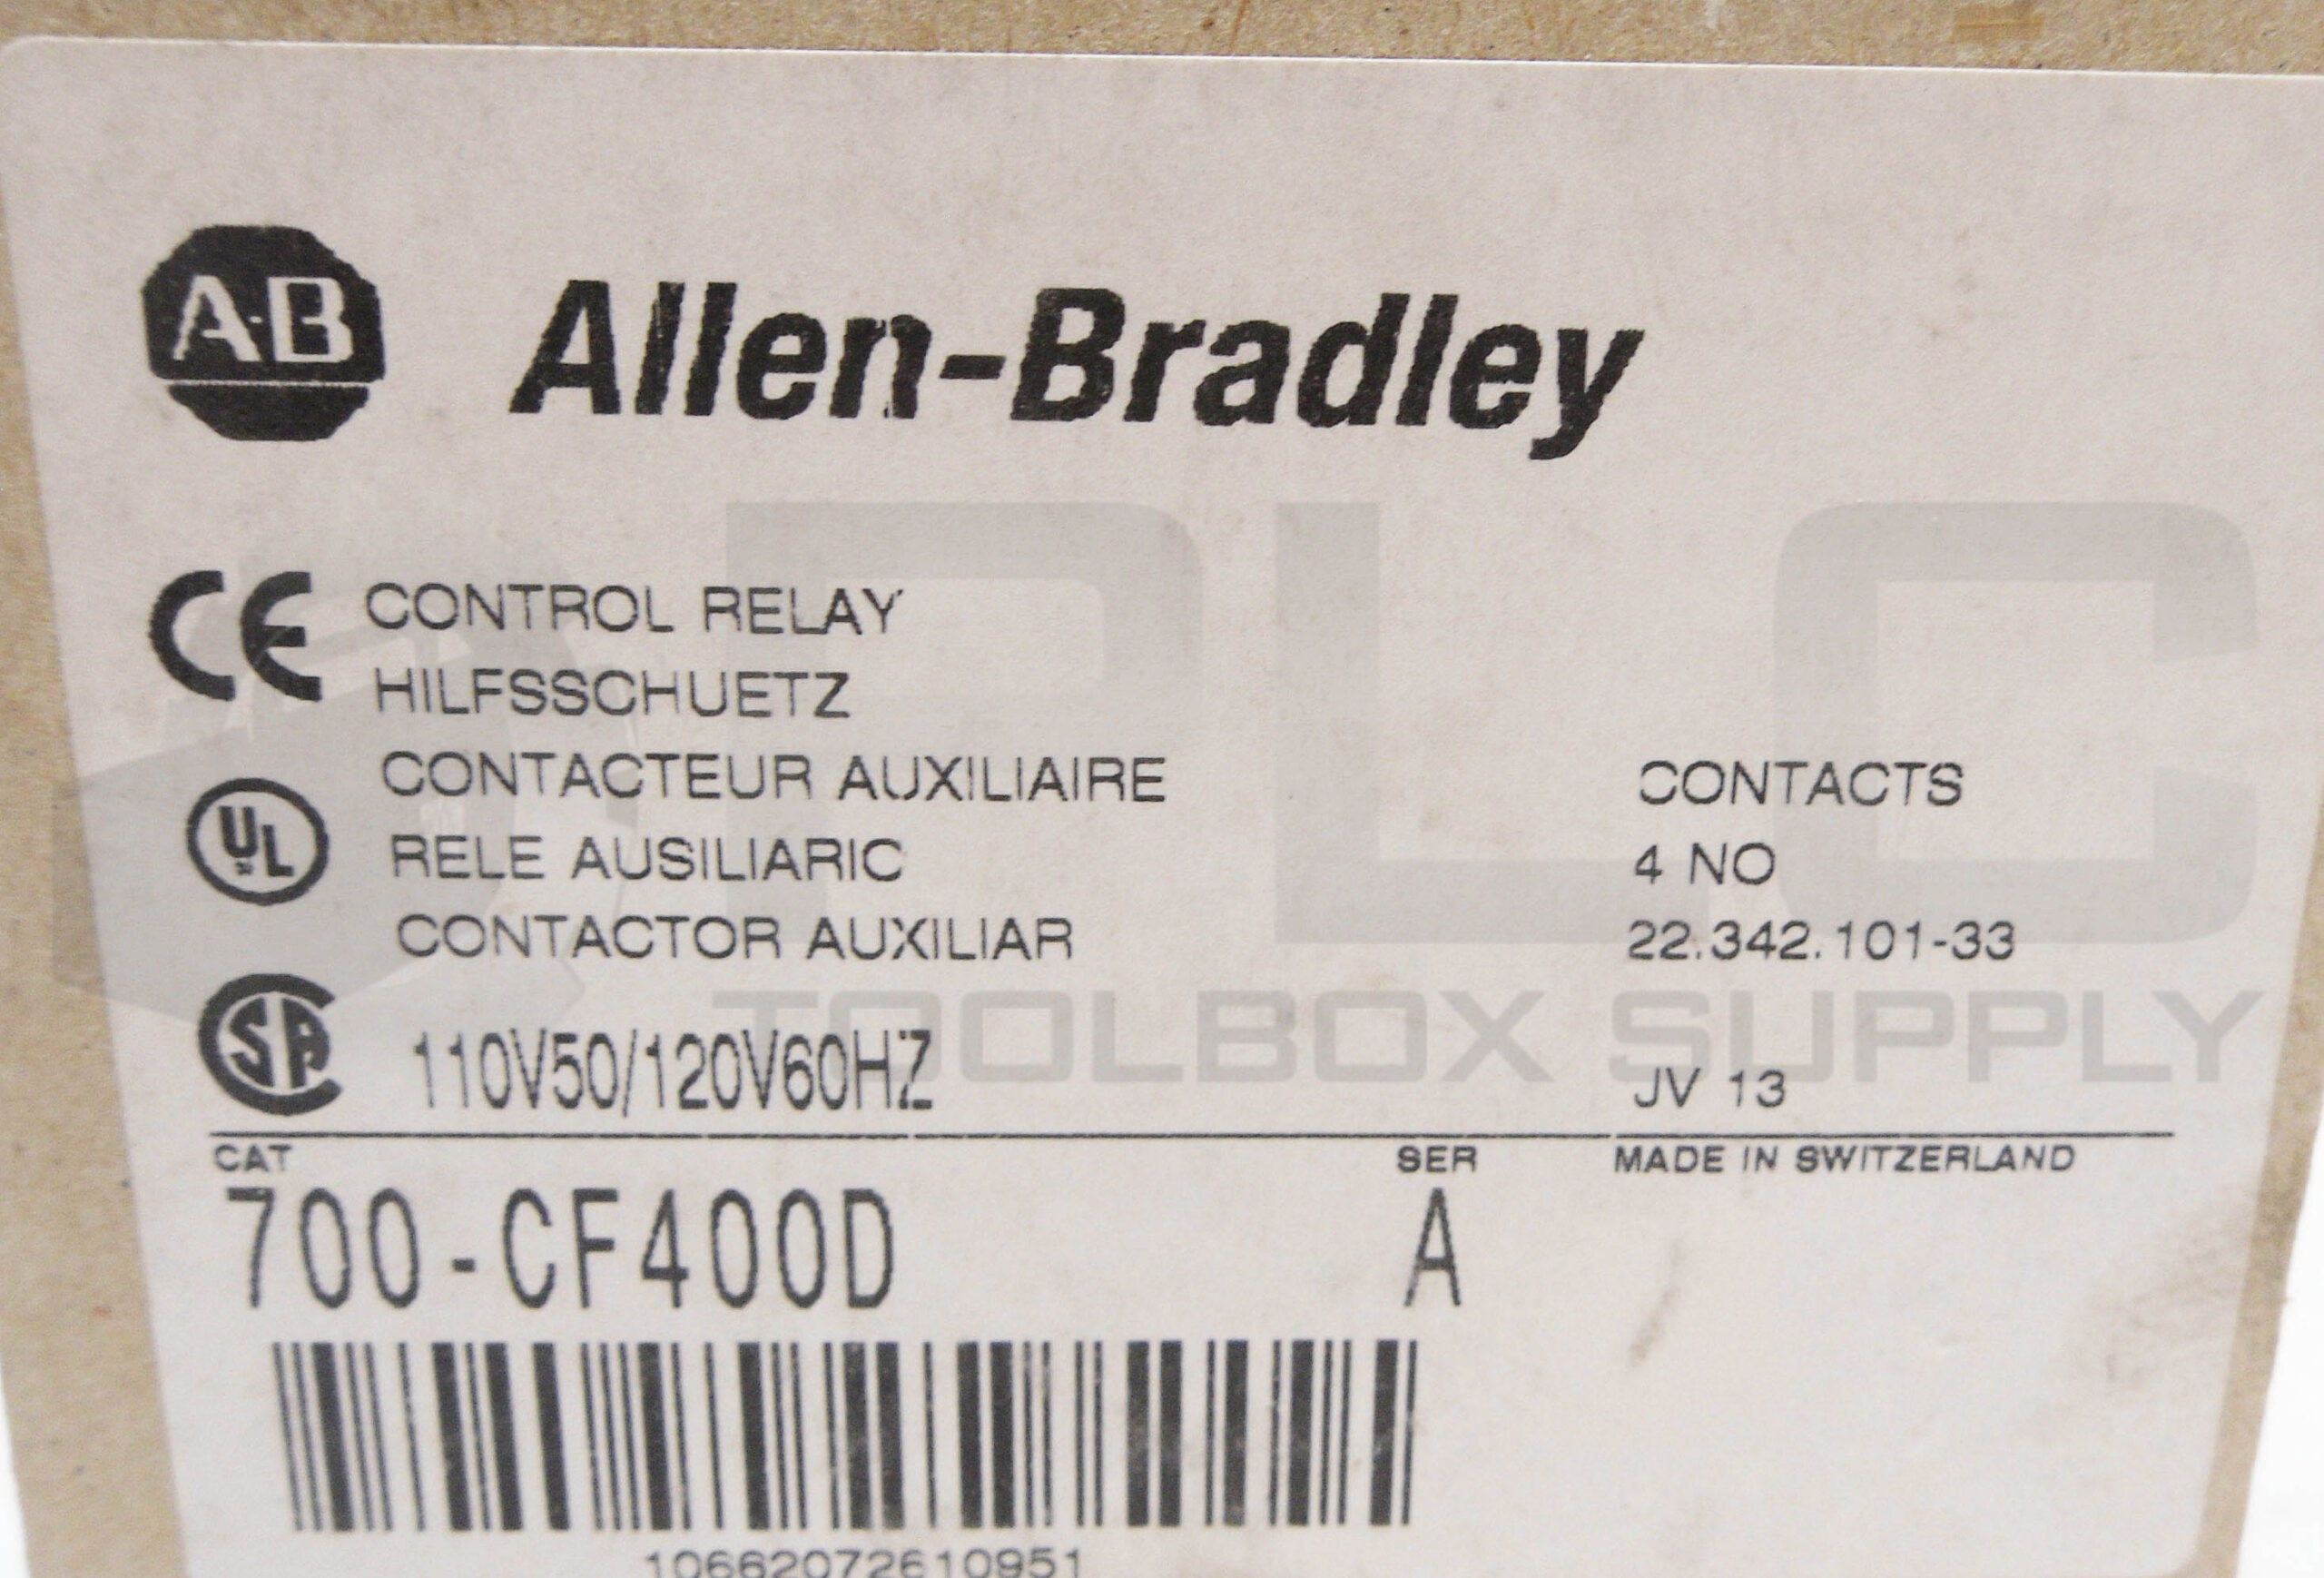 A-B Allen-Bradley
CE CONTROL RELAY
HILFSSCHUETZ
CONTACTEUR AUXILIAIRE
UL RELE AUSILIARIC
CONTACTOR AUXILIAR
CONTACTS
4 NO
22.342.101-33
SA 110V50/120V60HZ
JV 13
CAT
700-CF400D
SER
A
MADE IN SWITZERLAND
10662072610951
PLC
TOOLBOX SUPPLY